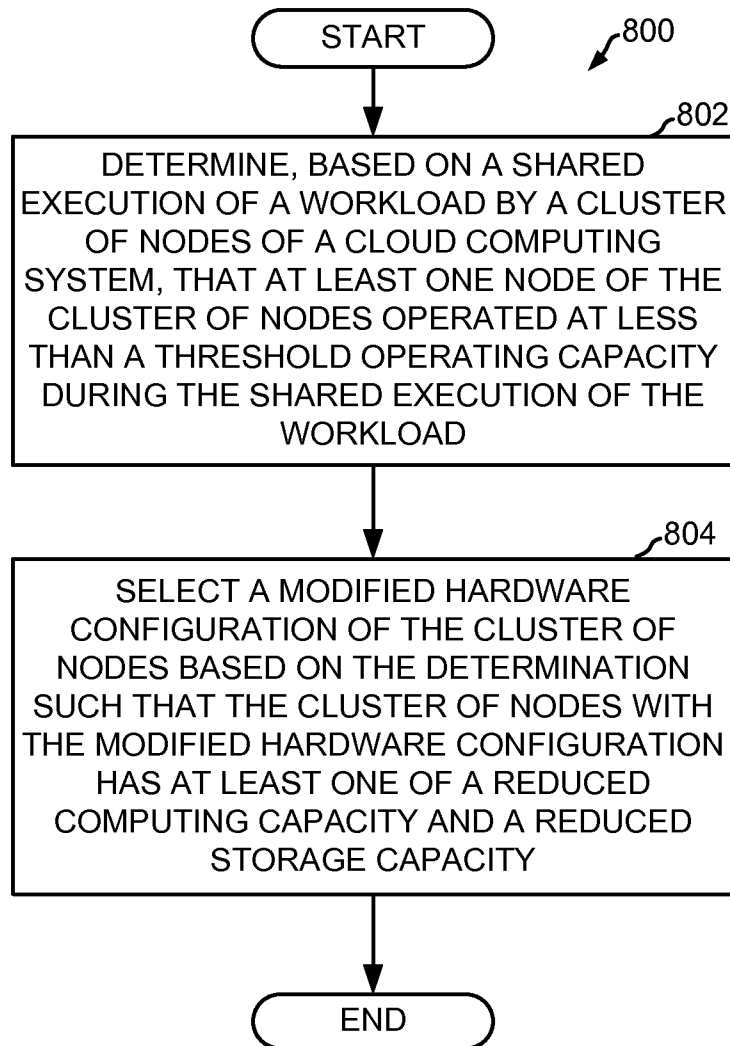 START
800
802
DETERMINE, BASED ON A SHARED
EXECUTION OF A WORKLOAD BY A CLUSTER
OF NODES OF A CLOUD COMPUTING
SYSTEM, THAT AT LEAST ONE NODE OF THE
CLUSTER OF NODES OPERATED AT LESS
THAN A THRESHOLD OPERATING CAPACITY
DURING THE SHARED EXECUTION OF THE
WORKLOAD
804
SELECT A MODIFIED HARDWARE
CONFIGURATION OF THE CLUSTER OF
NODES BASED ON THE DETERMINATION
SUCH THAT THE CLUSTER OF NODES WITH
THE MODIFIED HARDWARE CONFIGURATION
HAS AT LEAST ONE OF A REDUCED
COMPUTING CAPACITY AND A REDUCED
STORAGE CAPACITY
END